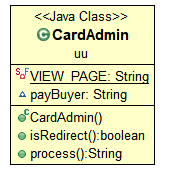 <<Java Class>>
CardAdmin
uu
VIEW_PAGE: String
payBuyer: String
CardAdmin()
isRedirect():boolean
process():String